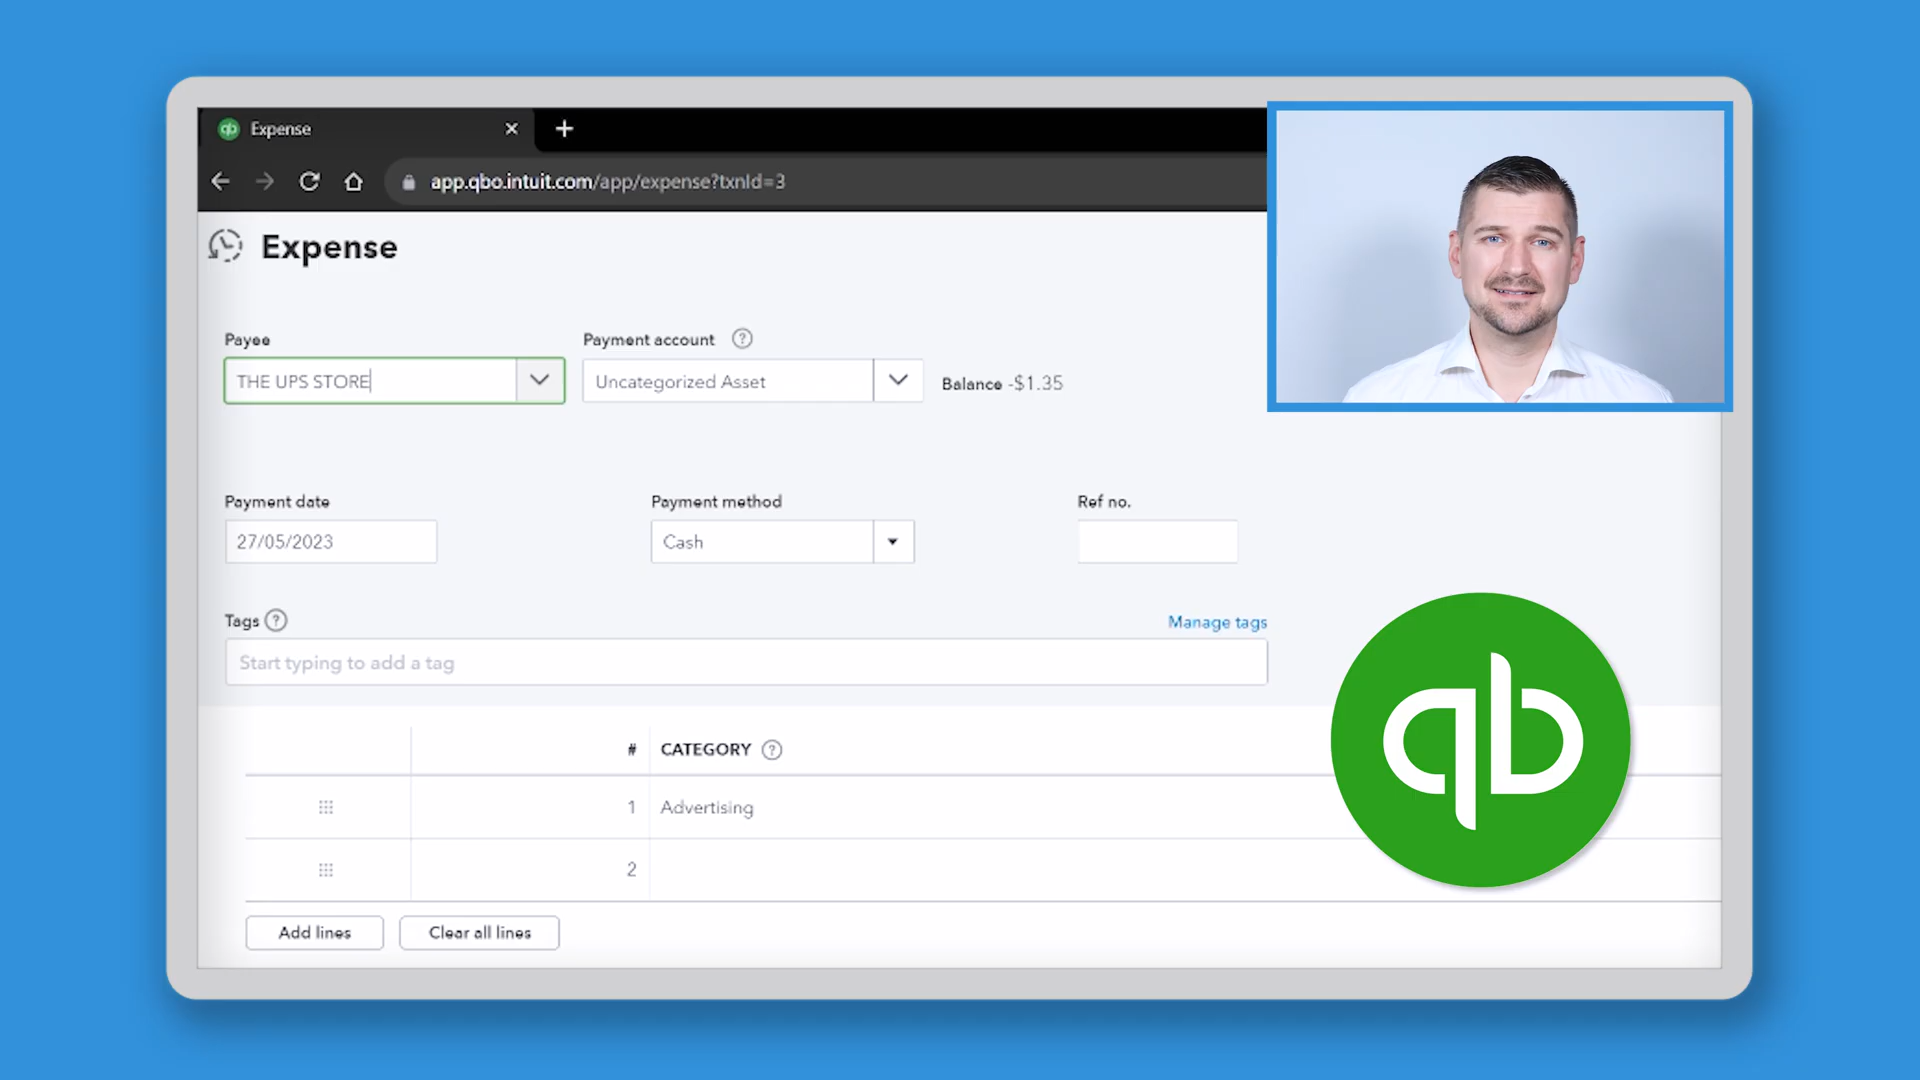 qb Expense
app.qbo.intuit.com/app/expense?txnId=3
Expense
Payee
Payment account ?
THE UPS STORE
Uncategorized Asset
Balance -$1.35
Payment date
Payment method
Ref no.
27/05/2023
Cash
Tags ?
Manage tags
Start typing to add a tag
# CATEGORY ?
1 Advertising
2
Add lines
Clear all lines
qb